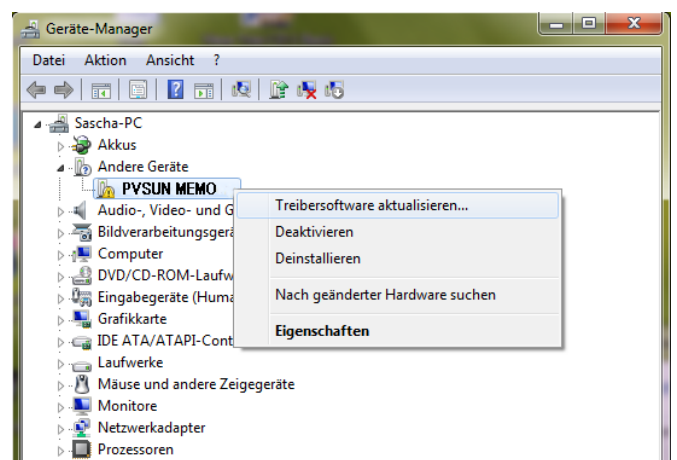 Geräte-Manager
Datei Aktion Ansicht ?
Sascha-PC
Akkus
Andere Geräte
PVSUN MEMO
Treibersoftware aktualisieren...
Audio-, Video- und G
Bildverarbeitungsgerä
Deaktivieren
Computer
Deinstallieren
DVD/CD-ROM-Laufw
Eingabegeräte (Huma
Nach geänderter Hardware suchen
Grafikkarte
Eigenschaften
IDE ATA/ATAPI-Cont
Laufwerke
Mäuse und andere Zeigegeräte
Monitore
Netzwerkadapter
Prozessoren